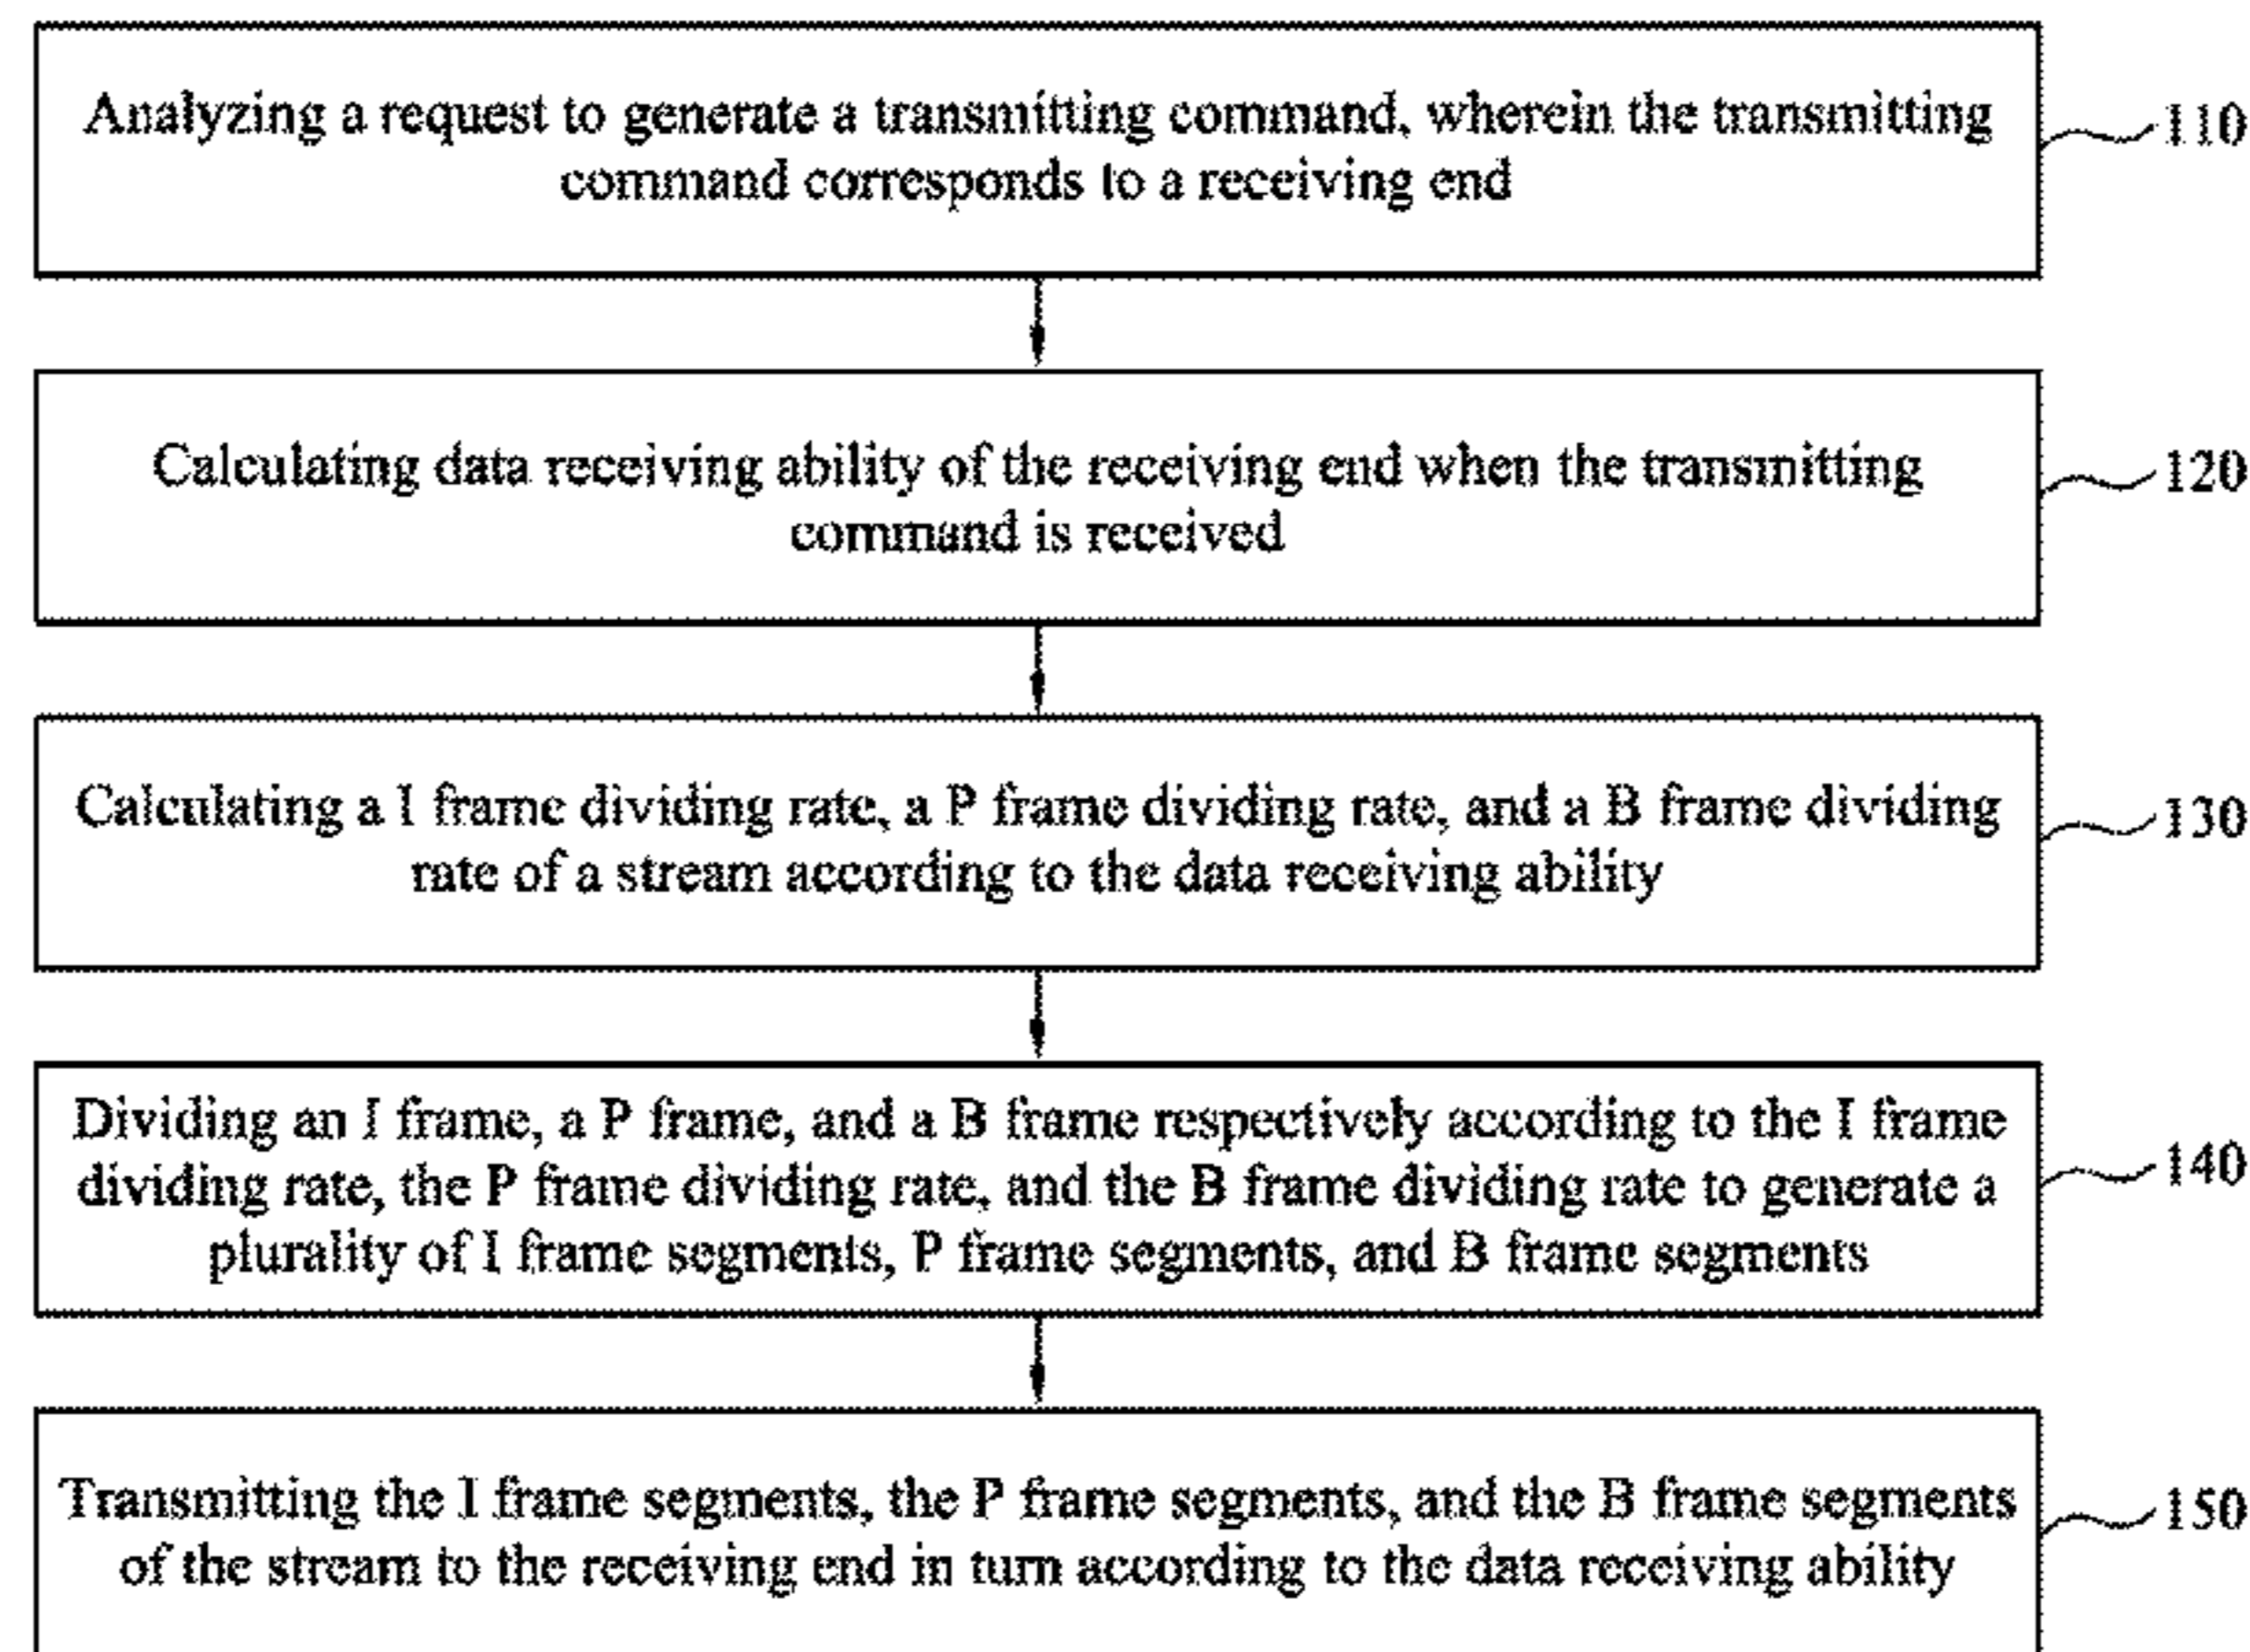 Analyzing a request to generate a transmitting command, wherein the transmitting
command corresponds to a receiving end
110
Calculating data receiving ability of the receiving end when the transmitting
command is received
120
Calculating a I frame dividing rate, a P frame dividing rate, and a B frame dividing
rate of a stream according to the data receiving ability
130
Dividing an I frame, a P frame, and a B frame respectively according to the I frame
dividing rate, the P frame dividing rate, and the B frame dividing rate to generate a
plurality of I frame segments, P frame segments, and B frame segments
140
Transmitting the I frame segments, the P frame segments, and the B frame segments
of the stream to the receiving end in turn according to the data receiving ability
150